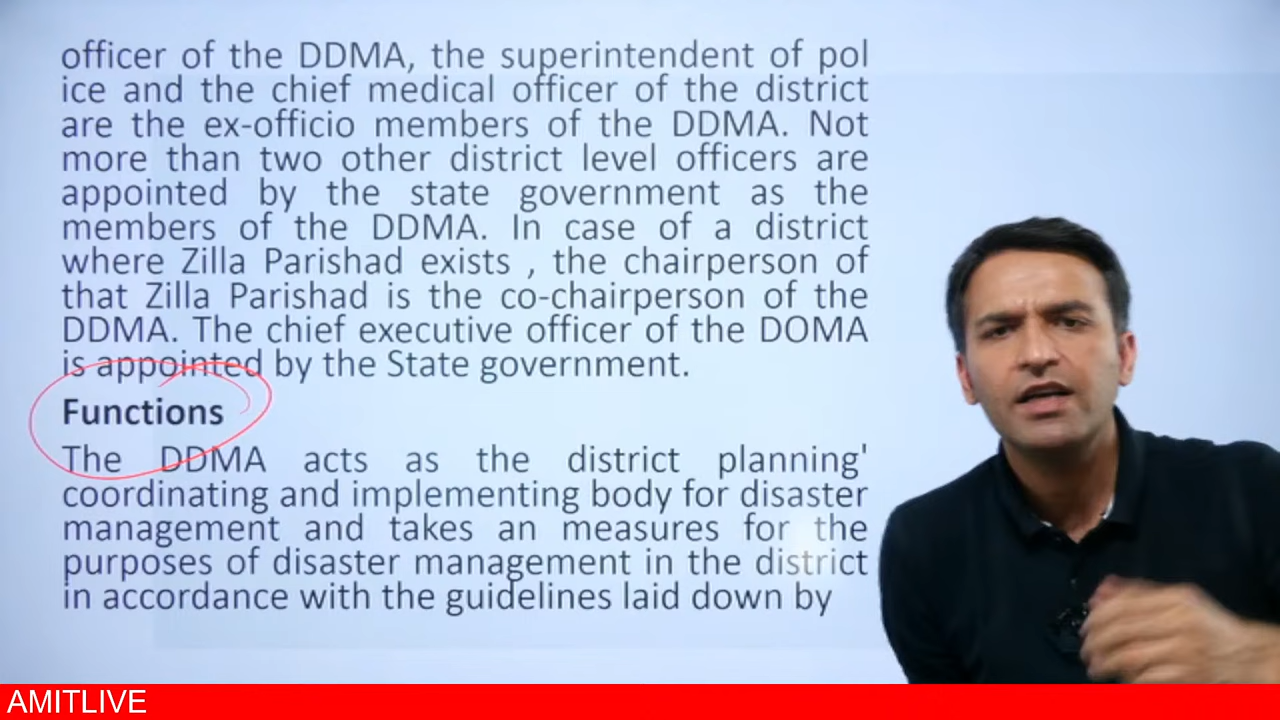 officer of the DDMA, the superintendent of pol
ice and the chief medical officer of the district
are the ex-officio members of the DDMA. Not
more than two other district level officers are
appointed by the state government as the
members of the DDMA. In case of a district
where Zilla Parishad exists , the chairperson of
that Zilla Parishad is the co-chairperson of the
DDMA. The chief executive officer of the DOMA
is appointed by the State government.
Functions
The DDMA acts as the district planning'
coordinating and implementing body for disaster
management and takes an measures for the
purposes of disaster management in the district
in accordance with the guidelines laid down by
AMITLIVE